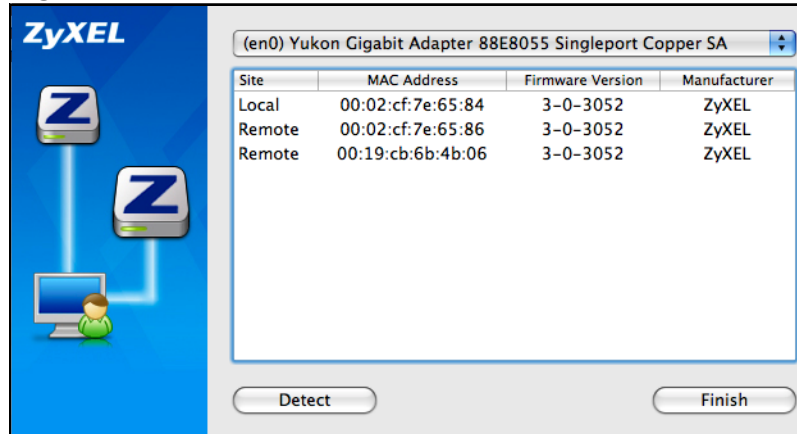 ZyXEL
(en0) Yukon Gigabit Adapter 88E8055 Singleport Copper SA
Site MAC Address Firmware Version Manufacturer
Local 00:02:cf:7e:65:84 3-0-3052 ZyXEL
Remote 00:02:cf:7e:65:86 3-0-3052 ZyXEL
Remote 00:19:cb:6b:4b:06 3-0-3052 ZyXEL
Z
Z
Detect Finish